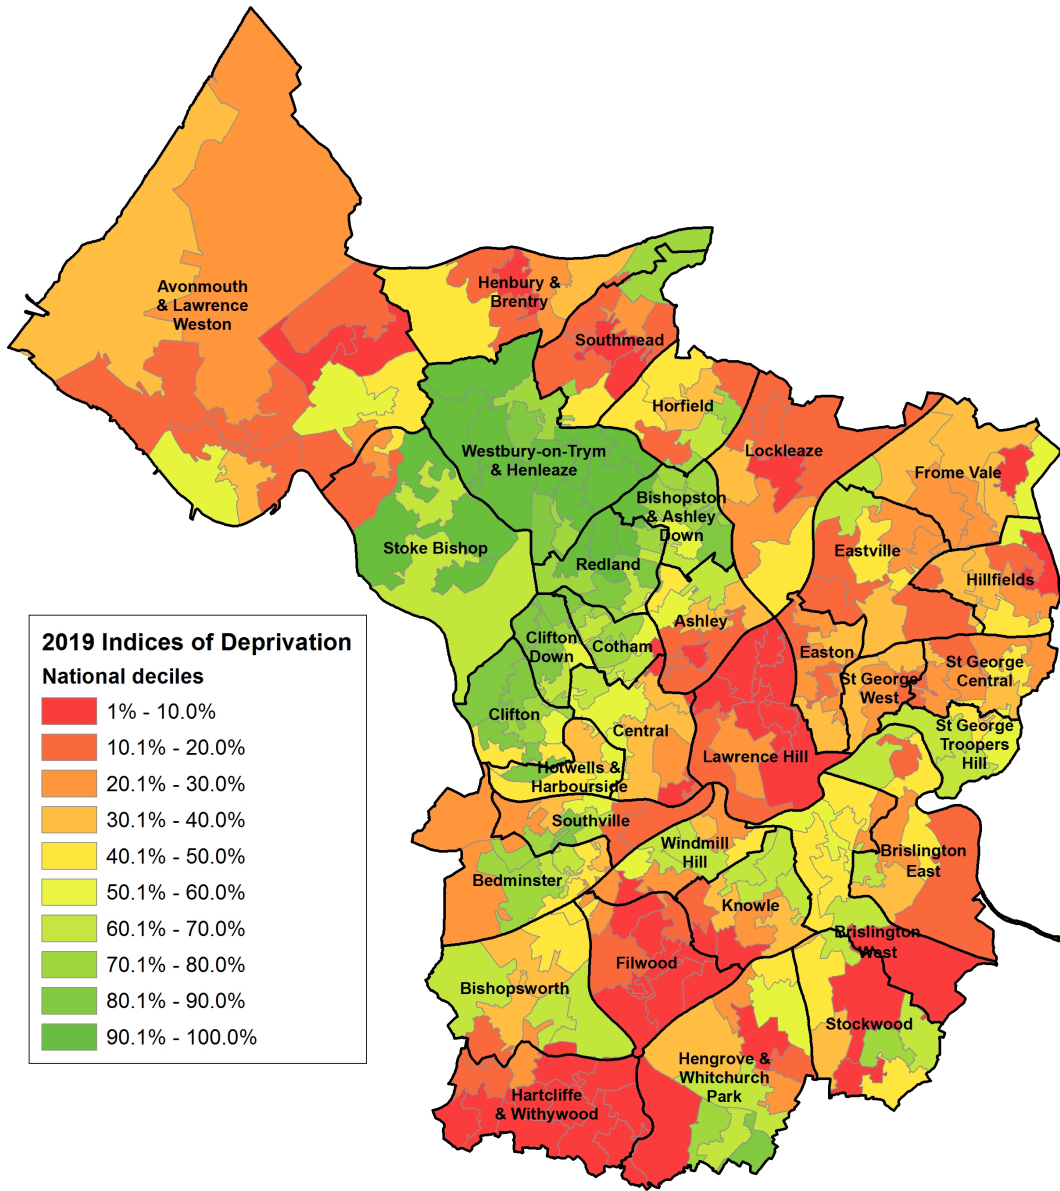 Avonmouth
& Lawrence
Weston
Henbury &
Brentry
Southmead
Horfield
Lockleaze
Westbury-on-Trym
& Henleaze
Frome Vale
Bishopston
& Ashley
Down
Stoke Bishop
Redland
Eastville
Hillfields
Ashley
Clifton
Down
Cotham
Easton
St George
West
St George
Central
Clifton
Central
St George
Troopers
Hill
Hotwells &
Harbourside
Lawrence Hill
Southville
Windmill
Hill
Bedminster
Brislington
East
Knowle
Brislington
West
Filwood
Bishopsworth
Stockwood
Hengrove &
Whitchurch
Park
Hartcliffe
& Withywood
2019 Indices of Deprivation
National deciles
1% - 10.0%
10.1% - 20.0%
20.1% - 30.0%
30.1% - 40.0%
40.1% - 50.0%
50.1% - 60.0%
60.1% - 70.0%
70.1% - 80.0%
80.1% - 90.0%
90.1% - 100.0%